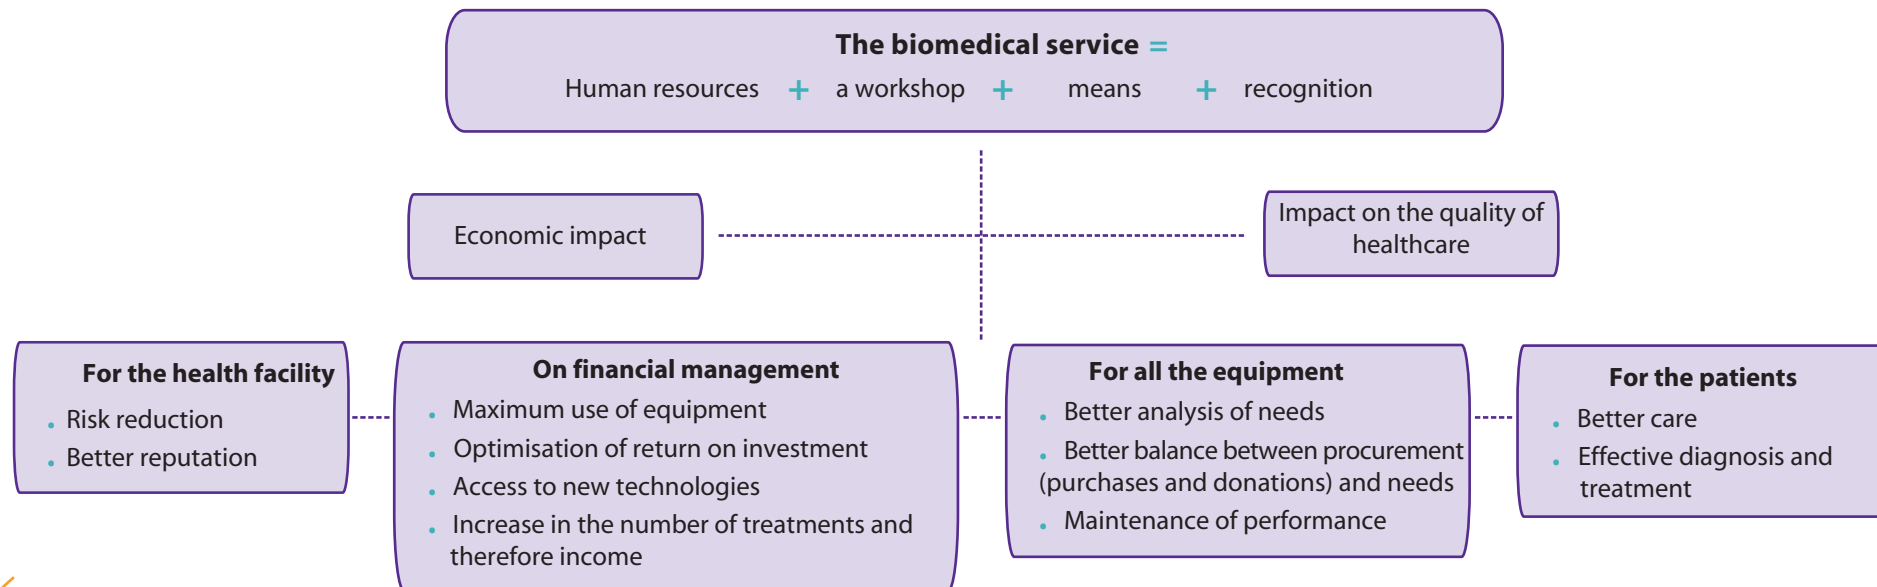 The biomedical service =
Human resources + a workshop + means + recognition
Economic impact
Impact on the quality of
healthcare
For the health facility
. Risk reduction
. Better reputation
On financial management
. Maximum use of equipment
. Optimisation of return on investment
. Access to new technologies
. Increase in the number of treatments and
therefore income
For all the equipment
. Better analysis of needs
. Better balance between procurement
(purchases and donations) and needs
. Maintenance of performance
For the patients
. Better care
. Effective diagnosis and
treatment